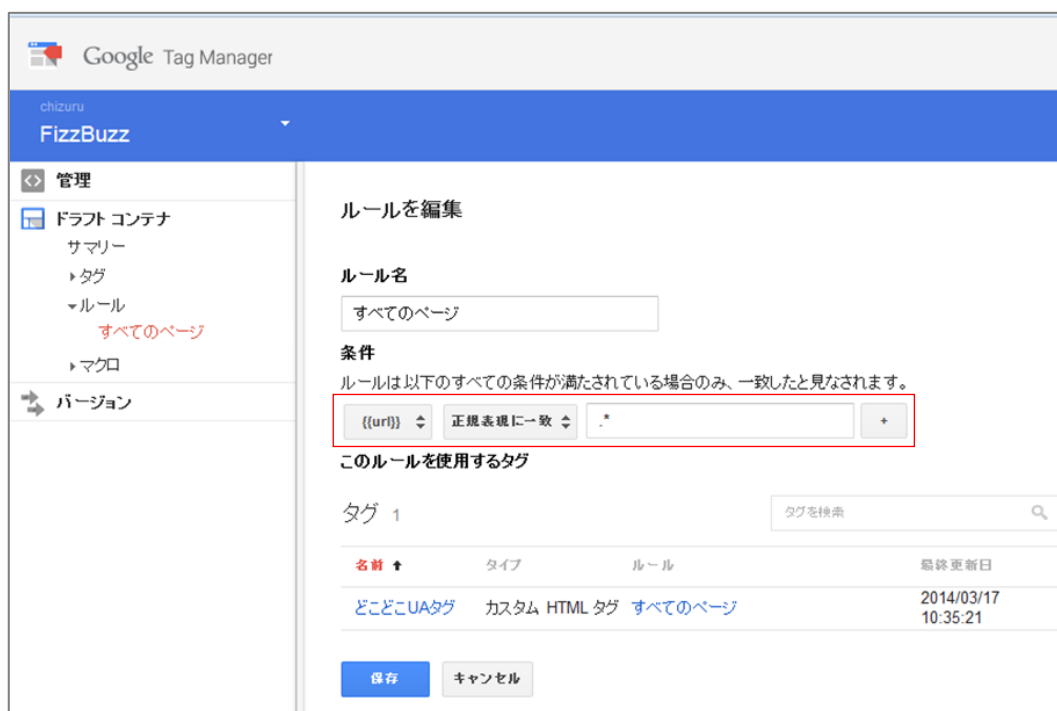 Google Tag Manager
chizuru
FizzBuzz
管理
ドラフト コンテナ
サマリー
タグ
ルール
すべてのページ
マクロ
バージョン
ルールを編集
ルール名
すべてのページ
条件
ルールは以下のすべての条件が満たされている場合のみ、一致したと見なされます。
{{url}} 正規表現に一致 .* +
このルールを使用するタグ
タグ 1 タグを検索
名前 タイプ ルール 最終更新日
どこどこUAタグ カスタム HTML タグ すべてのページ 2014/03/17
10:35:21
保存 キャンセル